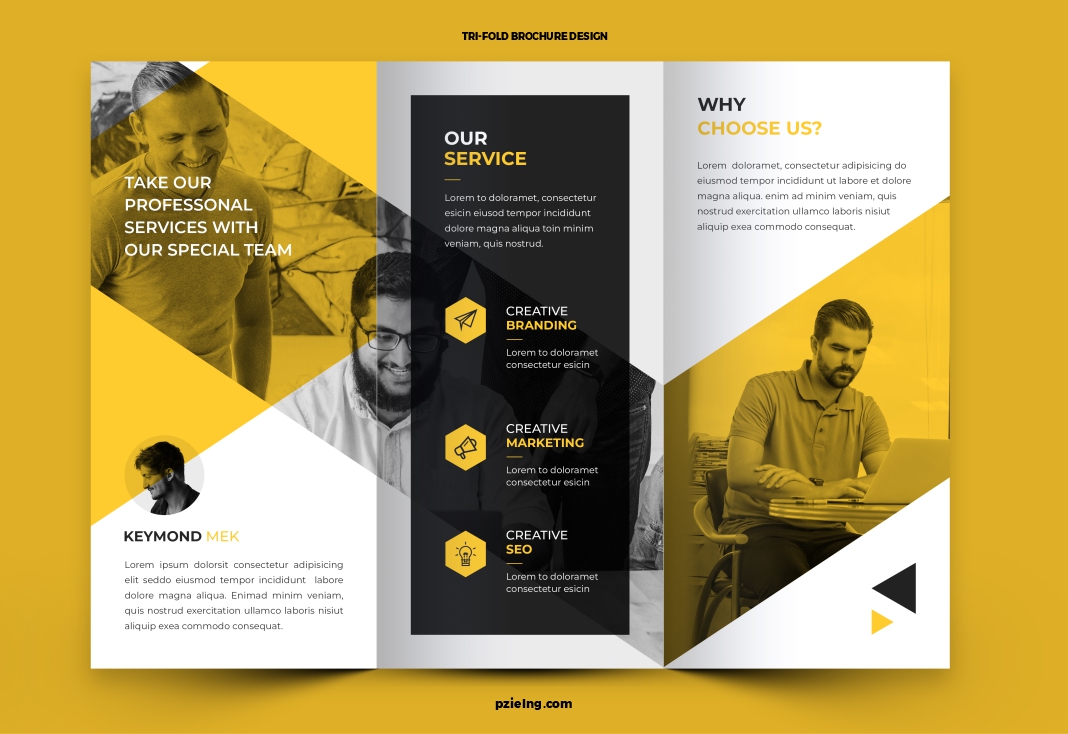 TRI-FOLD BROCHURE DESIGN
TAKE OUR
PROFESSONAL
SERVICES WITH
OUR SPECIAL TEAM
KEYMOND MEK
Lorem ipsum dolorsit consectetur adipisicing
elit seddo eiusmod tempor incididunt labore
dolore magna aliqua. Enimad minim veniam,
quis nostrud exercitation ullamco laboris nisiut
aliquip exea commodo consequat.
OUR
SERVICE
Lorem to doloramet, consectetur
esicin eiusod tempor incididunt
dolore magna aliqua toin minim
veniam, quis nostrud.
CREATIVE
BRANDING
Lorem to doloramet
consectetur esicin
CREATIVE
MARKETING
Lorem to doloramet
consectetur esicin
CREATIVE
SEO
Lorem to doloramet
consectetur esicin
WHY
CHOOSE US?
Lorem doloramet, consectetur adipisicing do
eiusmod tempor incididunt ut labore et dolore
magna aliqua. enim ad minim veniam, quis
nostrud exercitation ullamco laboris nisiut
aliquip exea commodo consequat.
pzieIng.com